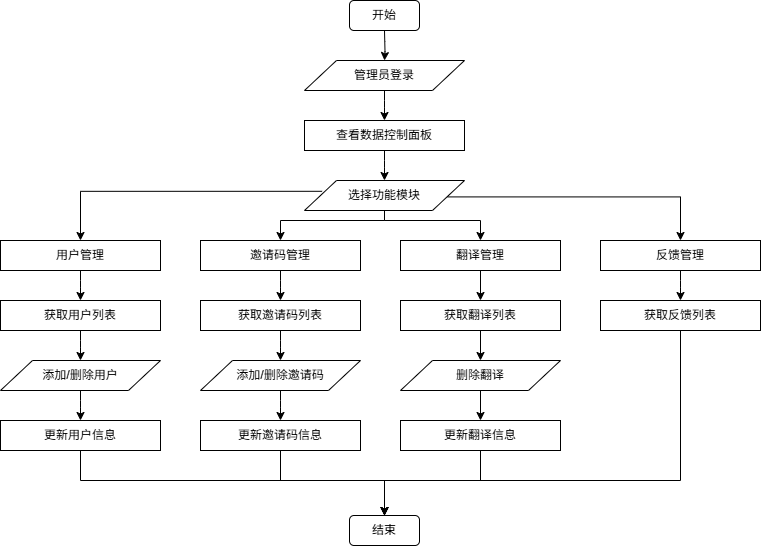 开始
管理员登录
查看数据控制面板
选择功能模块
用户管理
邀请码管理
翻译管理
反馈管理
获取用户列表
获取邀请码列表
获取翻译列表
获取反馈列表
添加/删除用户
添加/删除邀请码
删除翻译
更新用户信息
更新邀请码信息
更新翻译信息
结束